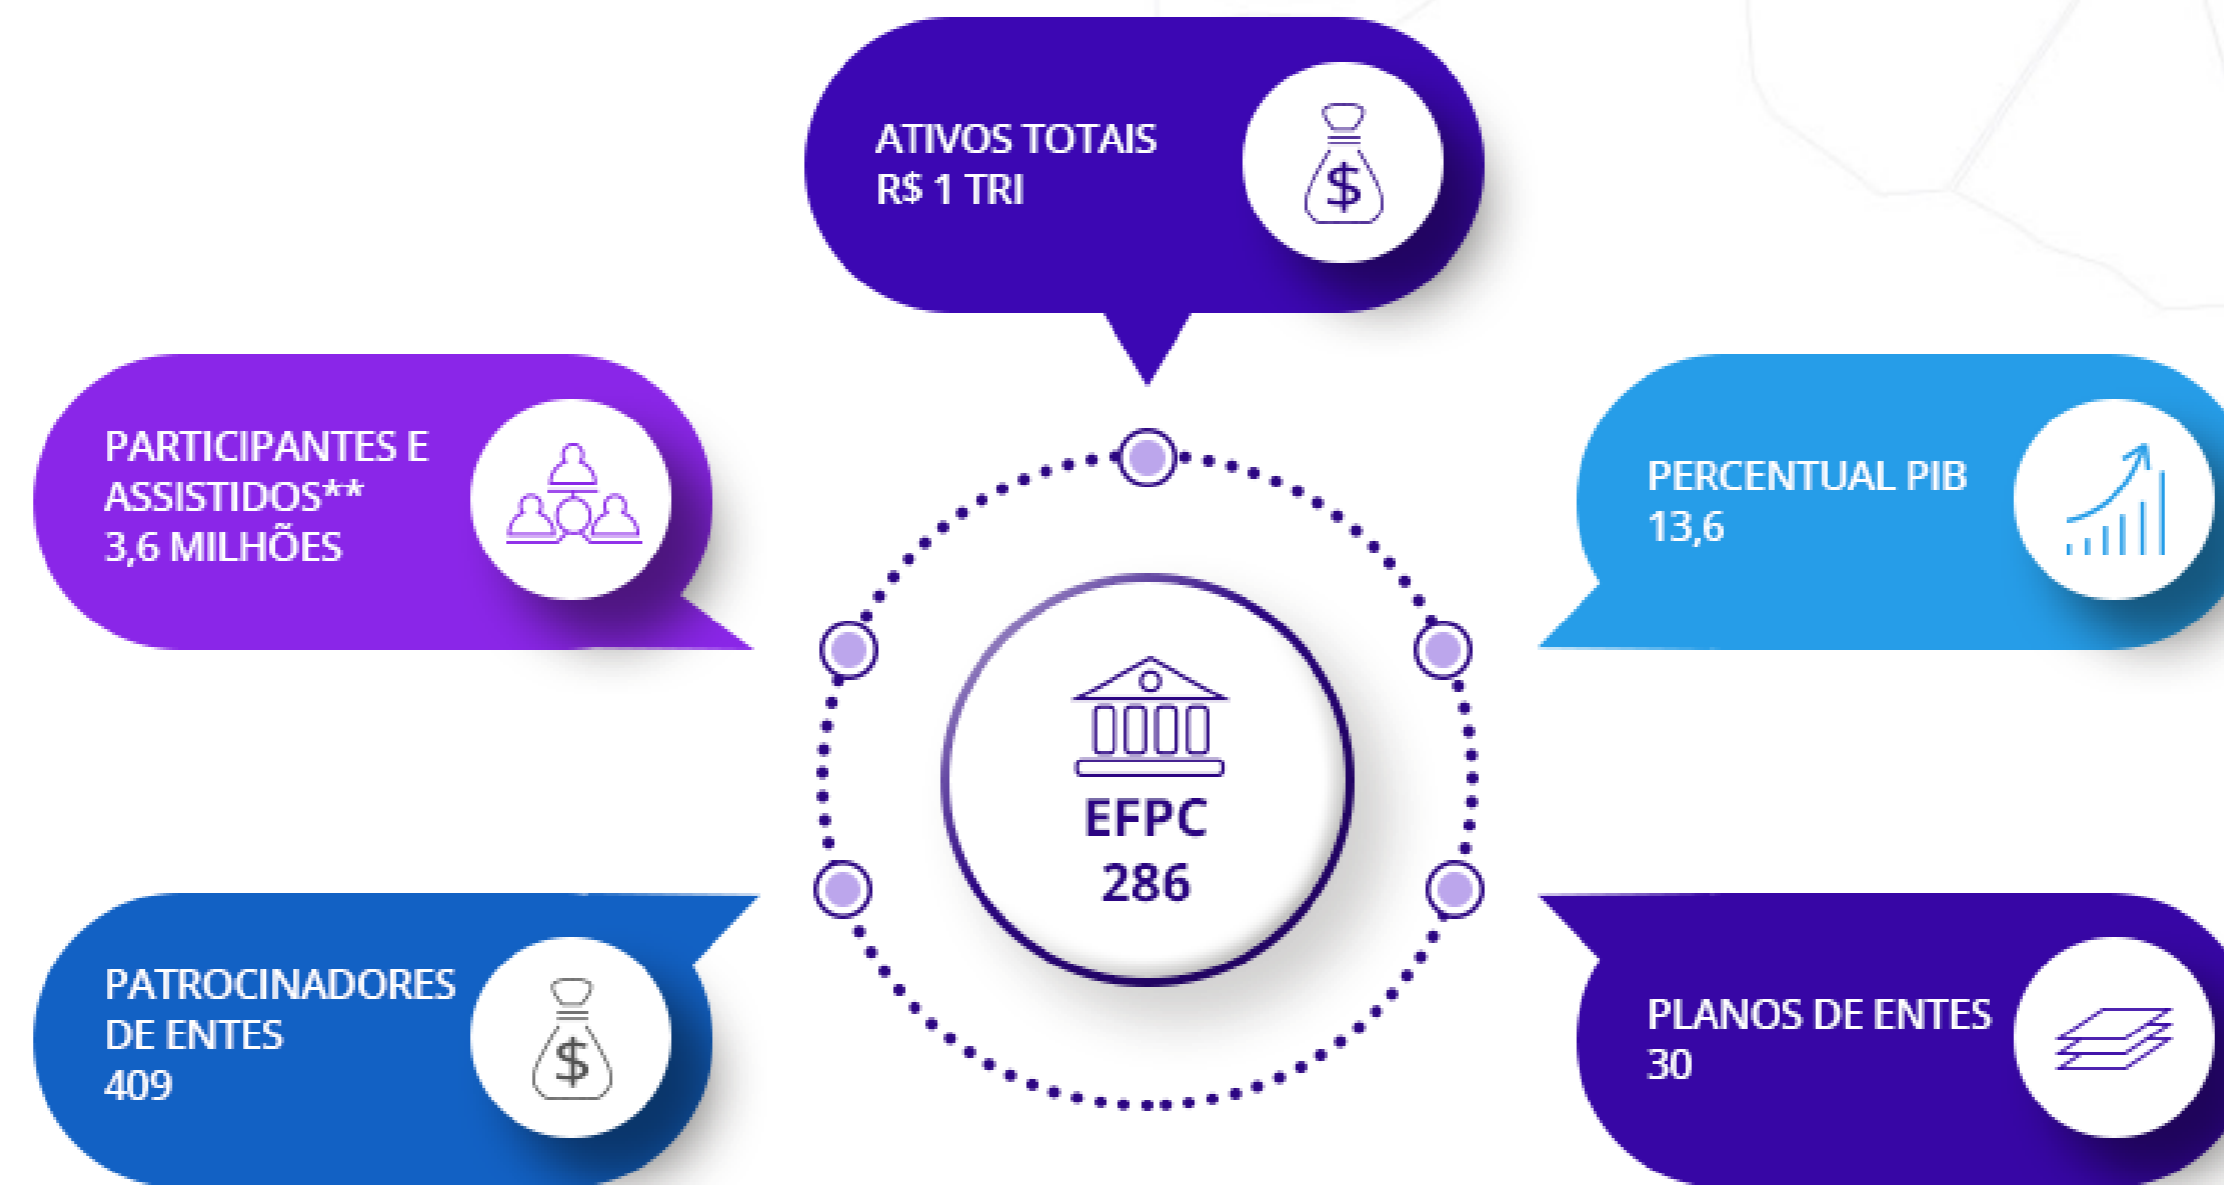 ATIVOS TOTAIS
R$ 1 TRI
PARTICIPANTES E
ASSISTIDOS**
3,6 MILHÕES
PERCENTUAL PIB
13,6
EFPC
286
PATROCINADORES
DE ENTES
409
PLANOS DE ENTES
30